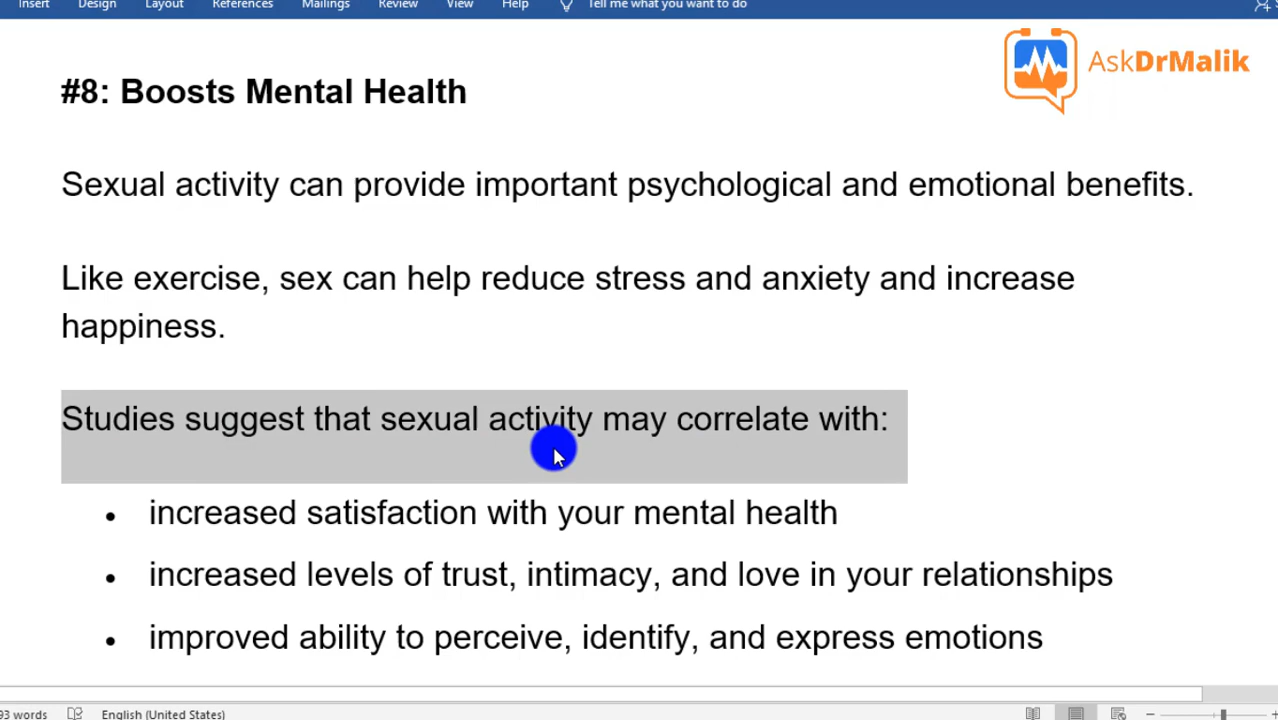 Insert Design Layout References Mailings Review View Help Tell me what you want to do
AskDrMalik
#8: Boosts Mental Health
Sexual activity can provide important psychological and emotional benefits.
Like exercise, sex can help reduce stress and anxiety and increase
happiness.
Studies suggest that sexual activity may correlate with:
• increased satisfaction with your mental health
• increased levels of trust, intimacy, and love in your relationships
• improved ability to perceive, identify, and express emotions
words English (United States)